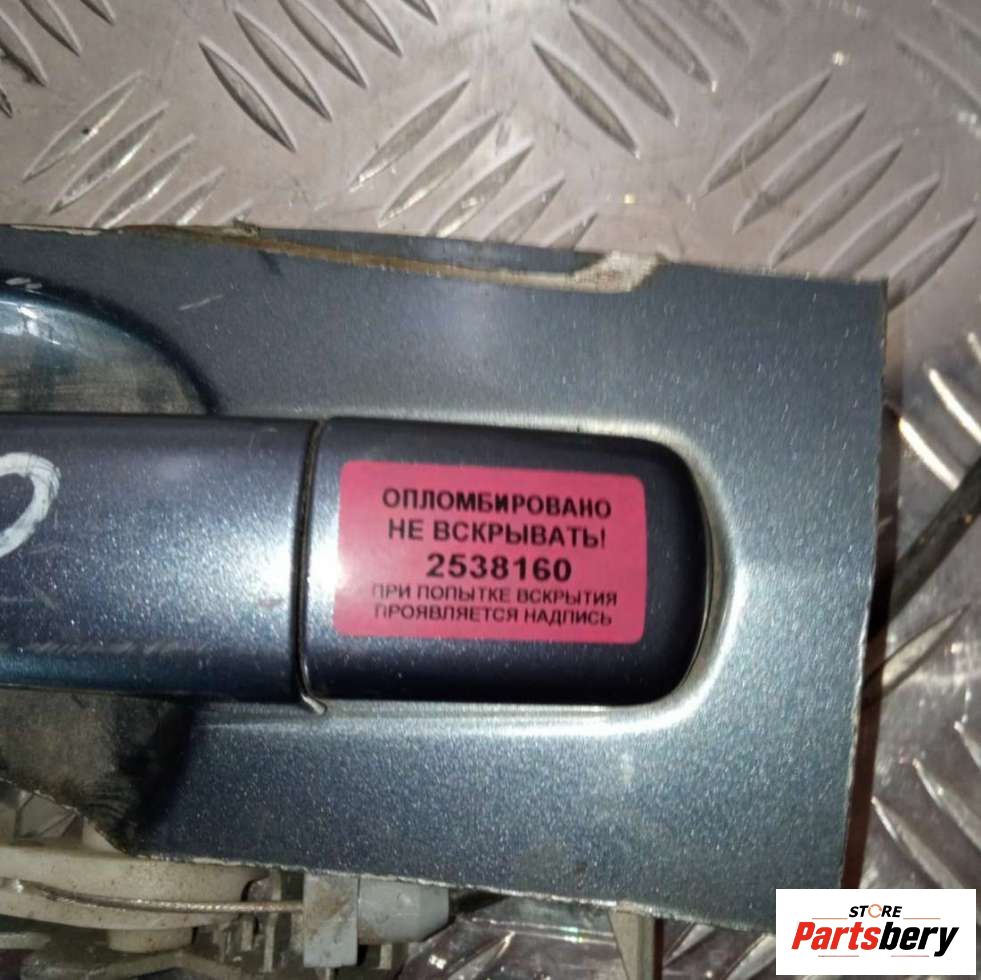 ОПЛОМБИРОВАНО
НЕ ВСКРЫВАТЬ!
2538160
ПРИ ПОПЫТКЕ ВСКРЫТИЯ
ПРОЯВЛЯЕТСЯ НАДПИСЬ
STORE
Partsbery